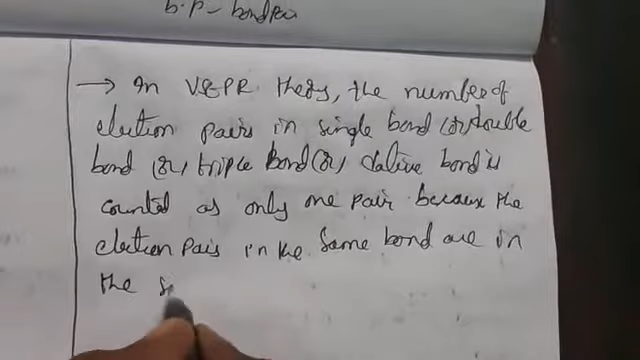 b.p - bond pair
→ In VSEPR theory, the number of
electron pairs in single bond (or) double
bond (or) triple bond (or) dative bond is
counted as only one pair because the
electron pairs in the same bond are in
the s